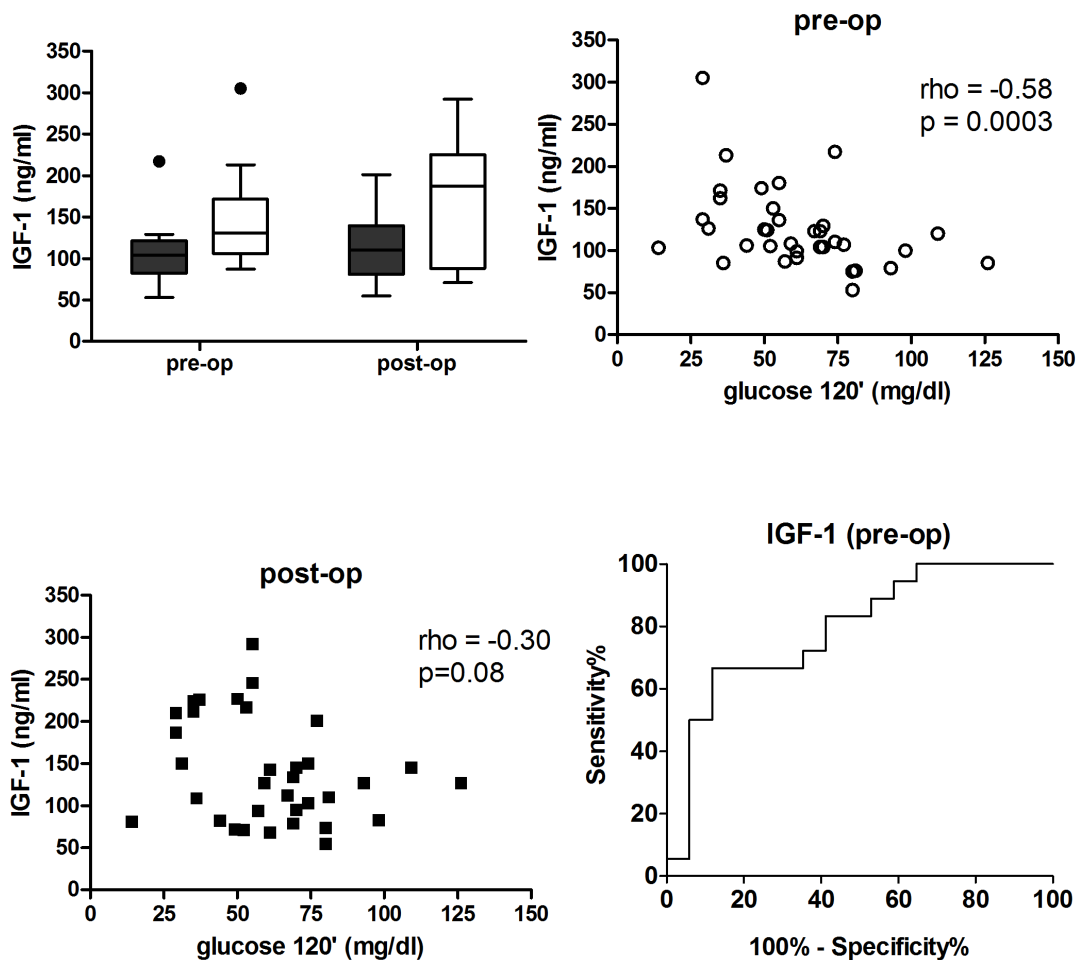 IGF-1 (ng/ml)
350
300
250
200
150
100
50
0
pre-op
post-op
pre-op
rho = -0.58
p = 0.0003
IGF-1 (ng/ml)
350
300
250
200
150
100
50
0
0 25 50 75 100 125 150
glucose 120' (mg/dl)
post-op
rho = -0.30
p=0.08
IGF-1 (ng/ml)
350
300
250
200
150
100
50
0
0 25 50 75 100 125 150
glucose 120' (mg/dl)
IGF-1 (pre-op)
Sensitivity%
100
80
60
40
20
0
0 20 40 60 80 100
100% - Specificity%